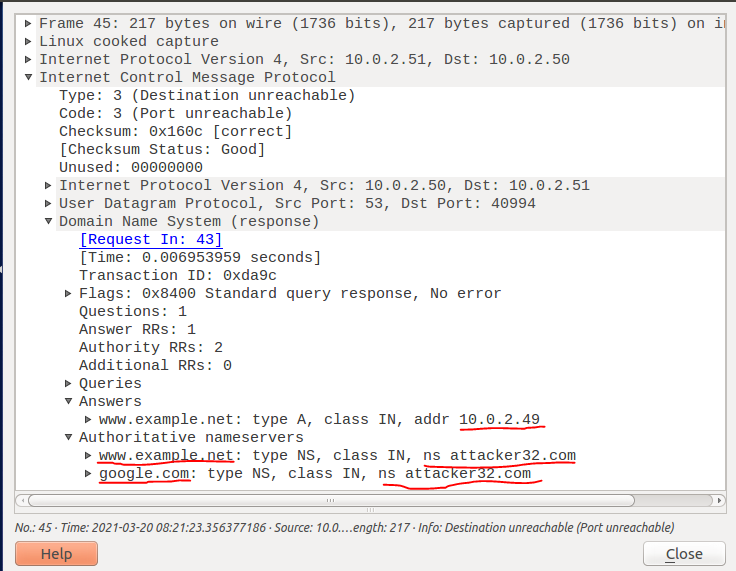 Frame 45: 217 bytes on wire (1736 bits), 217 bytes captured (1736 bits) on i
Linux cooked capture
Internet Protocol Version 4, Src: 10.0.2.51, Dst: 10.0.2.50
Internet Control Message Protocol
Type: 3 (Destination unreachable)
Code: 3 (Port unreachable)
Checksum: 0x160c [correct]
[Checksum Status: Good]
Unused: 00000000
Internet Protocol Version 4, Src: 10.0.2.50, Dst: 10.0.2.51
User Datagram Protocol, Src Port: 53, Dst Port: 40994
Domain Name System (response)
[Request In: 43]
[Time: 0.006953959 seconds]
Transaction ID: 0xda9c
Flags: 0x8400 Standard query response, No error
Questions: 1
Answer RRs: 1
Authority RRs: 2
Additional RRs: 0
Queries
Answers
www.example.net: type A, class IN, addr 10.0.2.49
Authoritative nameservers
www.example.net: type NS, class IN, ns attacker32.com
google.com: type NS, class IN, ns attacker32.com
No.: 45 · Time: 2021-03-20 08:21:23.356377186 · Source: 10.0.…ength: 217 · Info: Destination unreachable (Port unreachable)
Help
Close